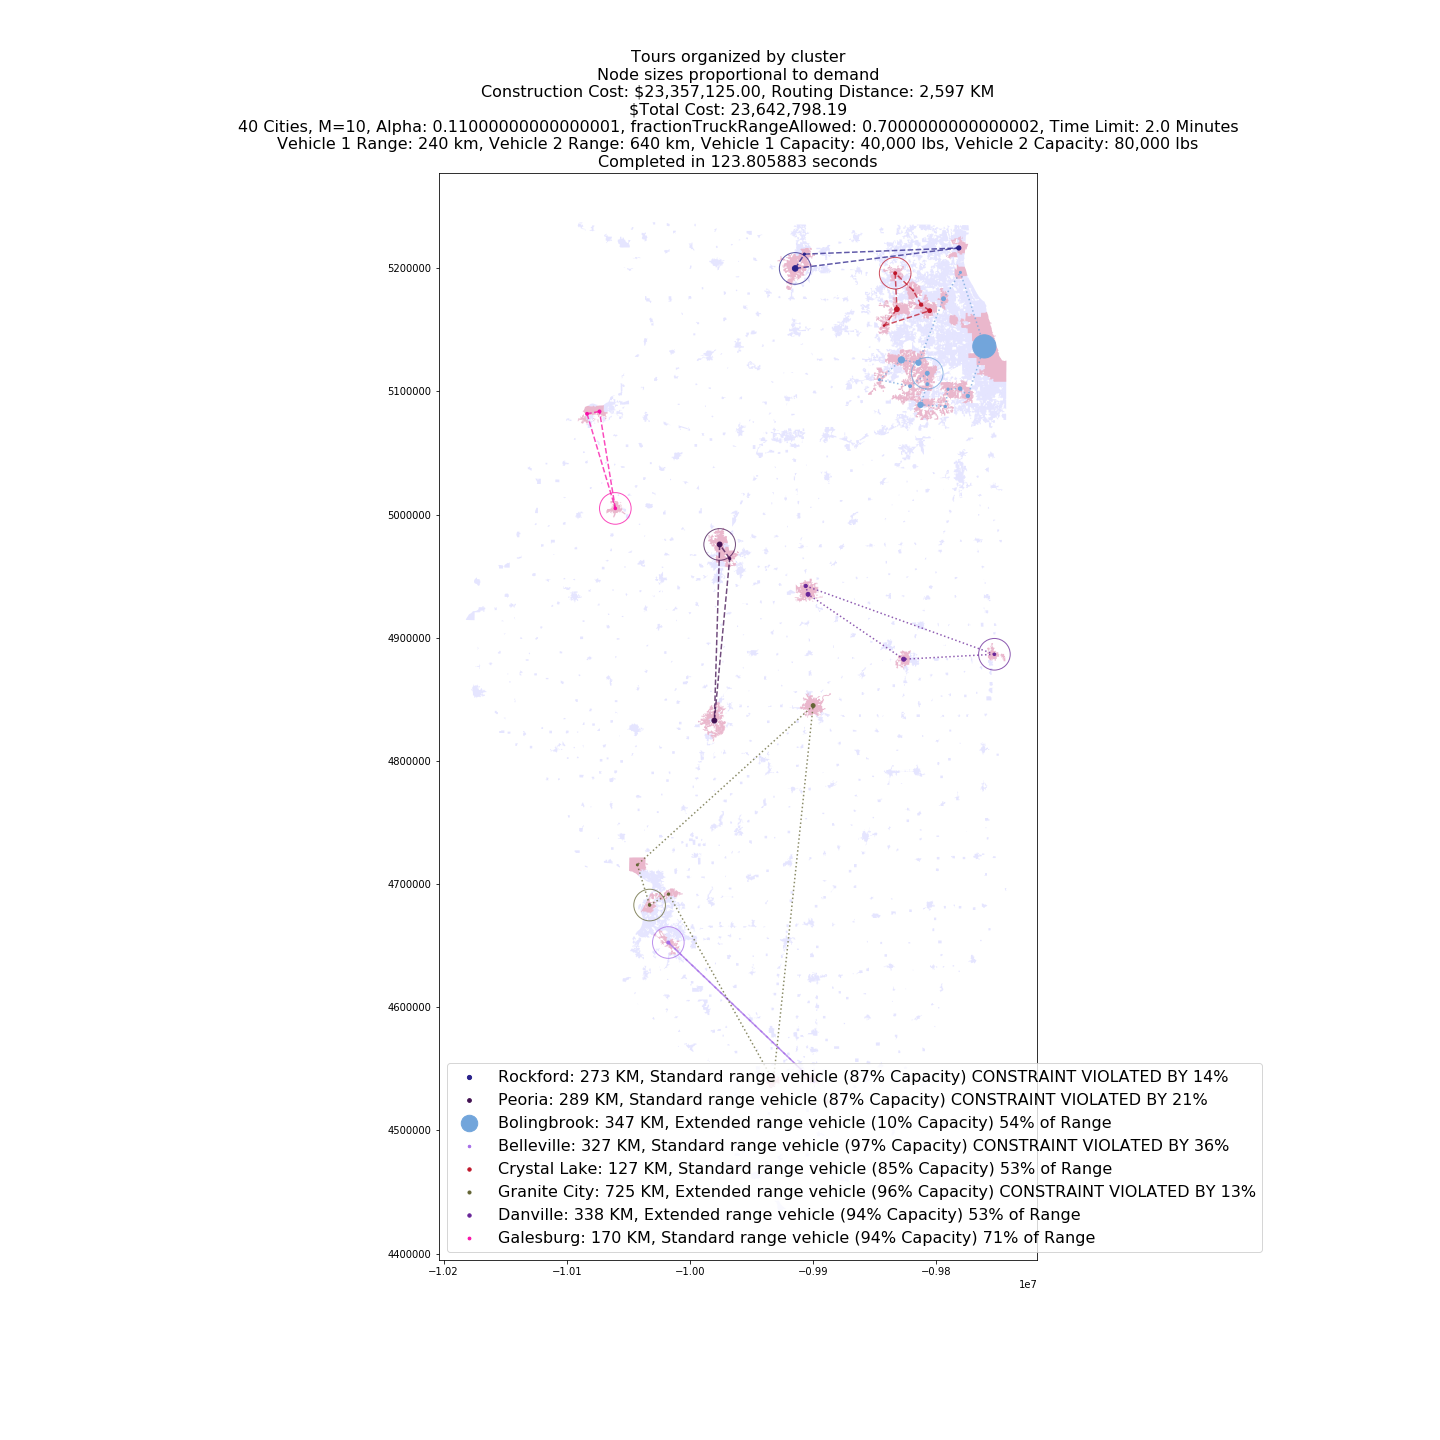 Tours organized by cluster
Node sizes proportional to demand
Construction Cost: $23,357,125.00, Routing Distance: 2,597 KM
$Total Cost: 23,642,798.19
40 Cities, M=10, Alpha: 0.11000000000000001, fractionTruckRangeAllowed: 0.7000000000000002, Time Limit: 2.0 Minutes
Vehicle 1 Range: 240 km, Vehicle 2 Range: 640 km, Vehicle 1 Capacity: 40,000 lbs, Vehicle 2 Capacity: 80,000 lbs
Completed in 123.805883 seconds
5200000
5100000
5000000
4900000
4800000
4700000
4600000
4500000
4400000
Rockford: 273 KM, Standard range vehicle (87% Capacity) CONSTRAINT VIOLATED BY 14%
Peoria: 289 KM, Standard range vehicle (87% Capacity) CONSTRAINT VIOLATED BY 21%
Bolingbrook: 347 KM, Extended range vehicle (10% Capacity) 54% of Range
Belleville: 327 KM, Standard range vehicle (97% Capacity) CONSTRAINT VIOLATED BY 36%
Crystal Lake: 127 KM, Standard range vehicle (85% Capacity) 53% of Range
Granite City: 725 KM, Extended range vehicle (96% Capacity) CONSTRAINT VIOLATED BY 13%
Danville: 338 KM, Extended range vehicle (94% Capacity) 53% of Range
Galesburg: 170 KM, Standard range vehicle (94% Capacity) 71% of Range
−1.02 −1.01 −1.00 −0.99 −0.98
1e7